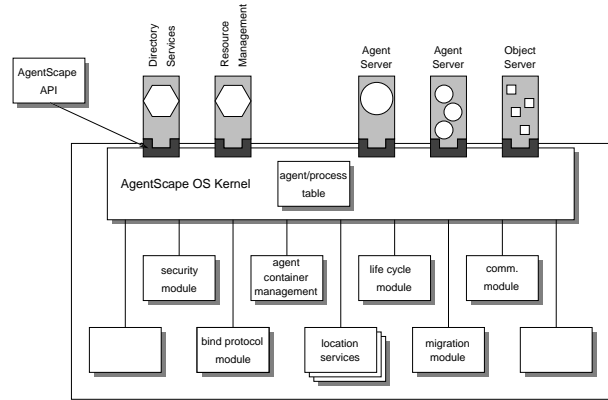 Directory
Services
Resource
Management
Agent
Server
Agent
Server
Object
Server
AgentScape
API
AgentScape OS Kernel
agent/process
table
security
module
agent
container
management
life cycle
module
comm.
module
bind protocol
module
location
services
migration
module